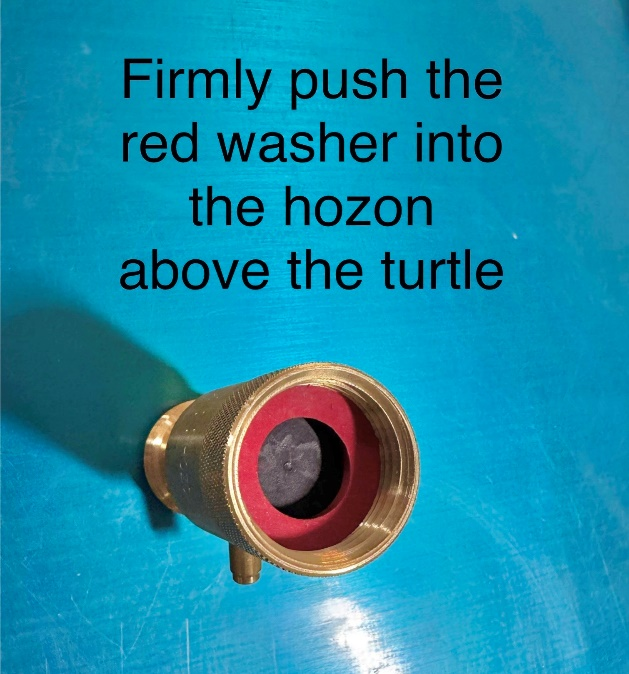 Firmly push the
red washer into
the hozon
above the turtle